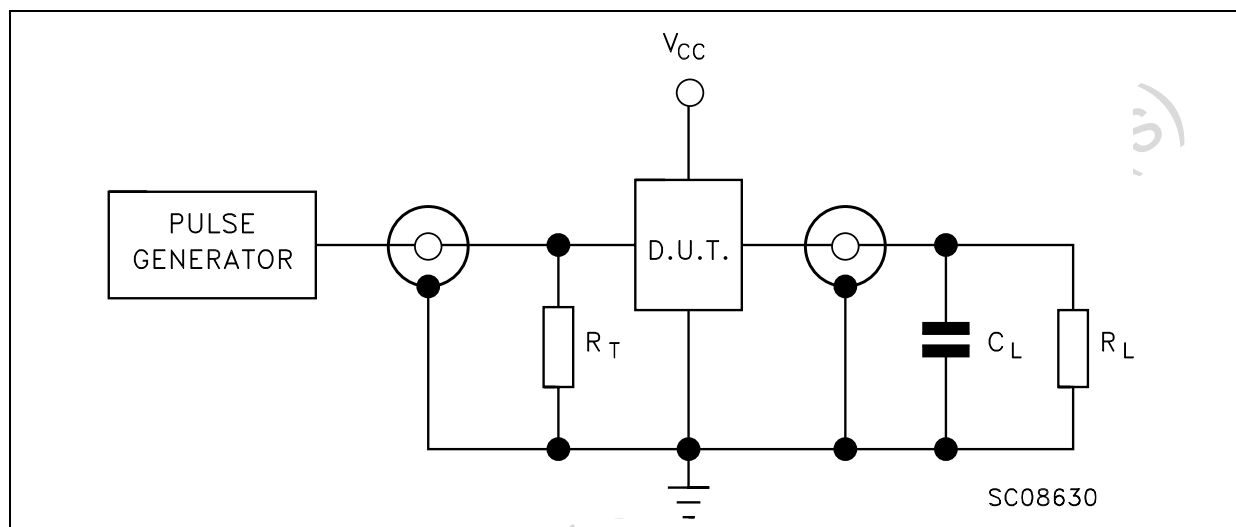 VCC
PULSE
GENERATOR
D.U.T.
RT
CL
RL
SC08630